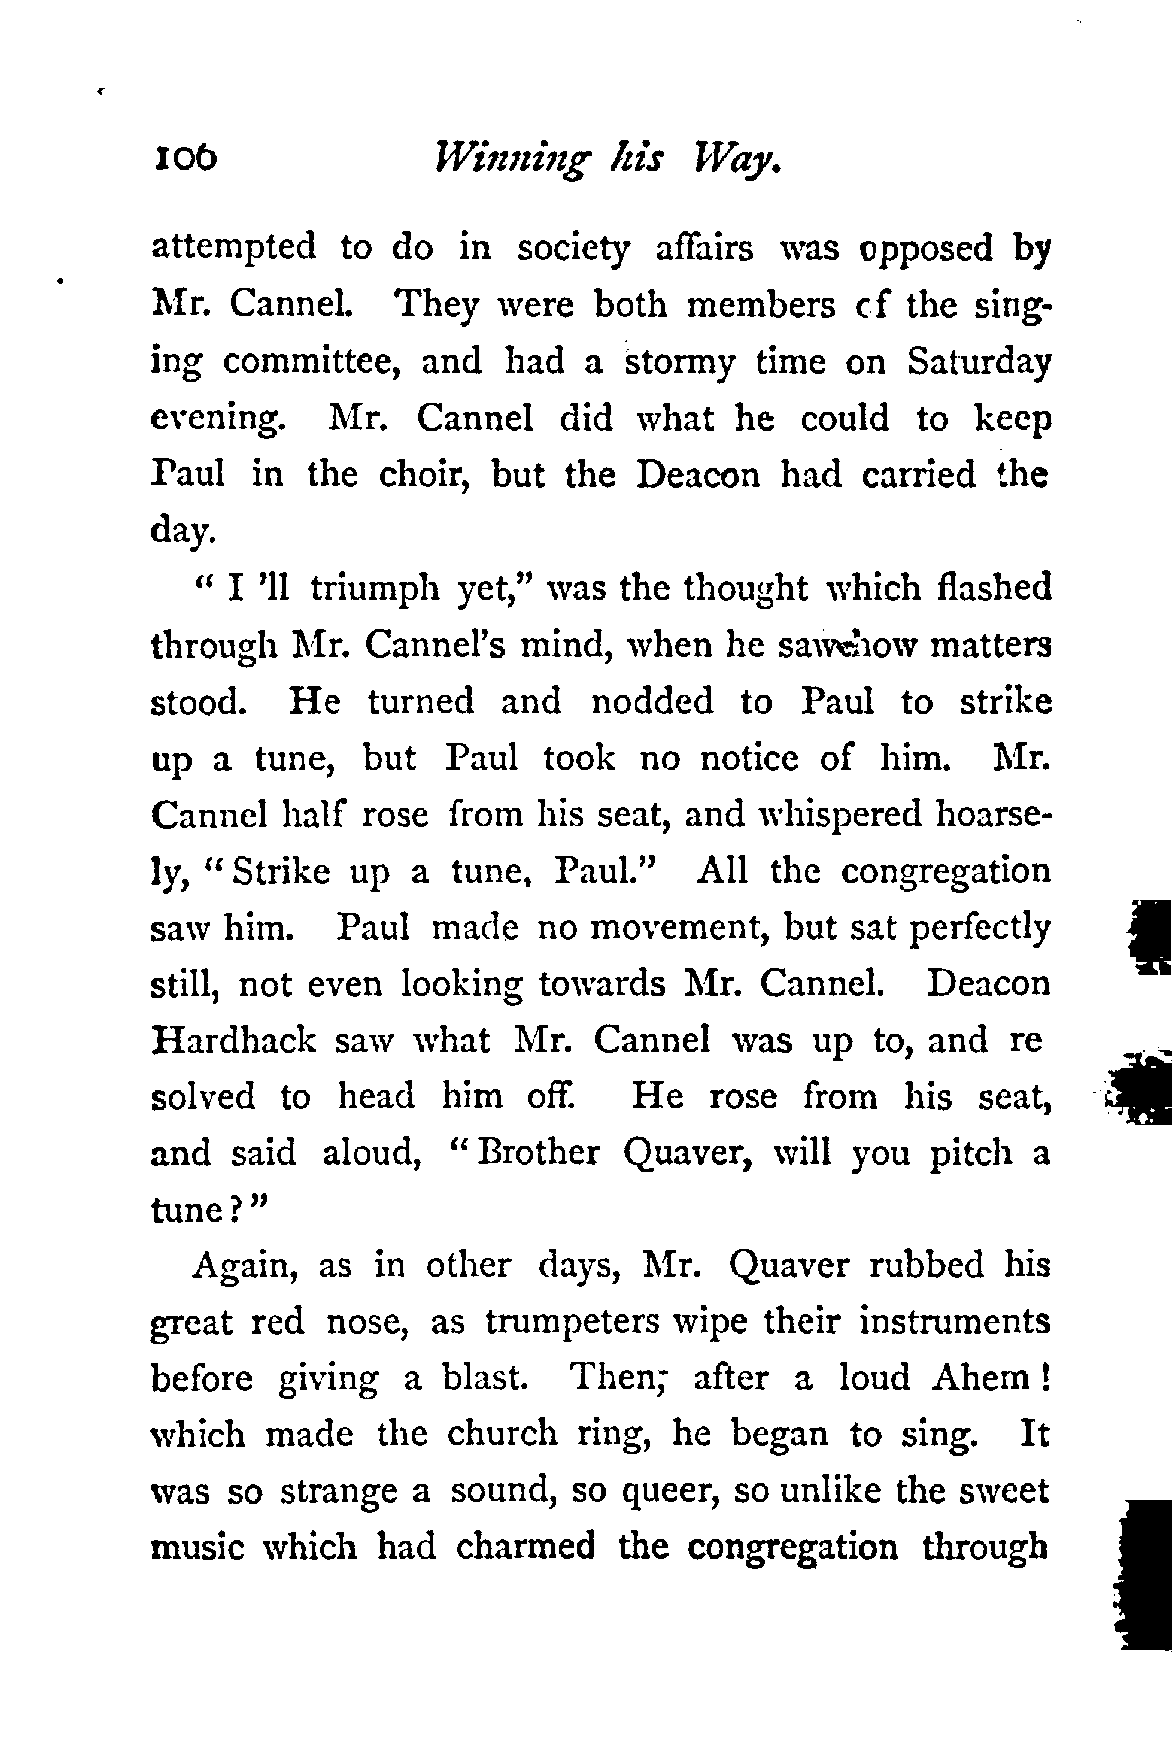 106 Winning his Way.
attempted to do in society affairs was opposed by
Mr. Cannel. They were both members of the sing-
ing committee, and had a stormy time on Saturday
evening. Mr. Cannel did what he could to keep
Paul in the choir, but the Deacon had carried the
day.
" I 'll triumph yet," was the thought which flashed
through Mr. Cannel's mind, when he saw how matters
stood. He turned and nodded to Paul to strike
up a tune, but Paul took no notice of him. Mr.
Cannel half rose from his seat, and whispered hoarse-
ly, " Strike up a tune, Paul." All the congregation
saw him. Paul made no movement, but sat perfectly
still, not even looking towards Mr. Cannel. Deacon
Hardhack saw what Mr. Cannel was up to, and re
solved to head him off. He rose from his seat,
and said aloud, " Brother Quaver, will you pitch a
tune ? "
Again, as in other days, Mr. Quaver rubbed his
great red nose, as trumpeters wipe their instruments
before giving a blast. Then; after a loud Ahem !
which made the church ring, he began to sing. It
was so strange a sound, so queer, so unlike the sweet
music which had charmed the congregation through